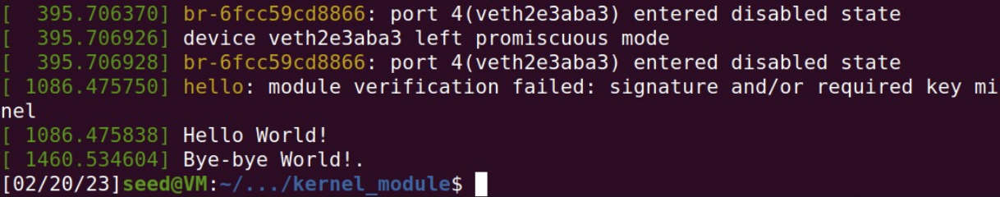 [  395.706370] br-6fcc59cd8866: port 4(veth2e3aba3) entered disabled state
[  395.706926] device veth2e3aba3 left promiscuous mode
[  395.706928] br-6fcc59cd8866: port 4(veth2e3aba3) entered disabled state
[ 1086.475750] hello: module verification failed: signature and/or required key mi
nel
[ 1086.475838] Hello World!
[ 1460.534604] Bye-bye World!.
[02/20/23]seed@VM:~/.../kernel_module$